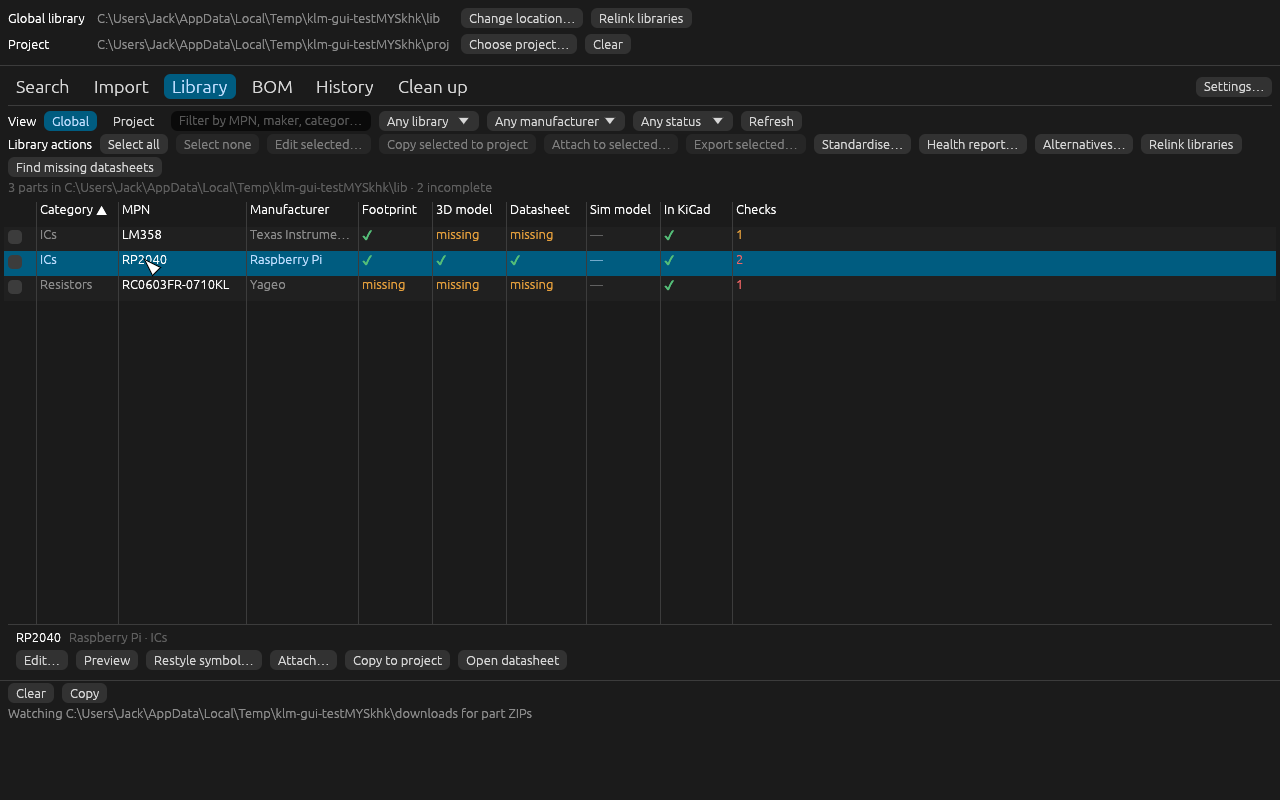 Global library C:\Users\Jack\AppData\Local\Temp\klm-gui-testMYSkhk\lib Change location… Relink libraries
Project C:\Users\Jack\AppData\Local\Temp\klm-gui-testMYSkhk\proj Choose project… Clear
Search Import Library BOM History Clean up Settings…
View Global Project Filter by MPN, maker, categor… Any library Any manufacturer Any status Refresh
Library actions Select all Select none Edit selected… Copy selected to project Attach to selected… Export selected… Standardise… Health report… Alternatives… Relink libraries
Find missing datasheets
3 parts in C:\Users\Jack\AppData\Local\Temp\klm-gui-testMYSkhk\lib · 2 incomplete
Category ▲ MPN Manufacturer Footprint 3D model Datasheet Sim model In KiCad Checks
ICs LM358 Texas Instrume… ✔ missing missing — ✔ 1
ICs RP2040 Raspberry Pi ✔ ✔ ✔ — ✔ 2
Resistors RC0603FR-0710KL Yageo missing missing missing — ✔ 1
RP2040 Raspberry Pi · ICs
Edit… Preview Restyle symbol… Attach… Copy to project Open datasheet
Clear Copy
Watching C:\Users\Jack\AppData\Local\Temp\klm-gui-testMYSkhk\downloads for part ZIPs